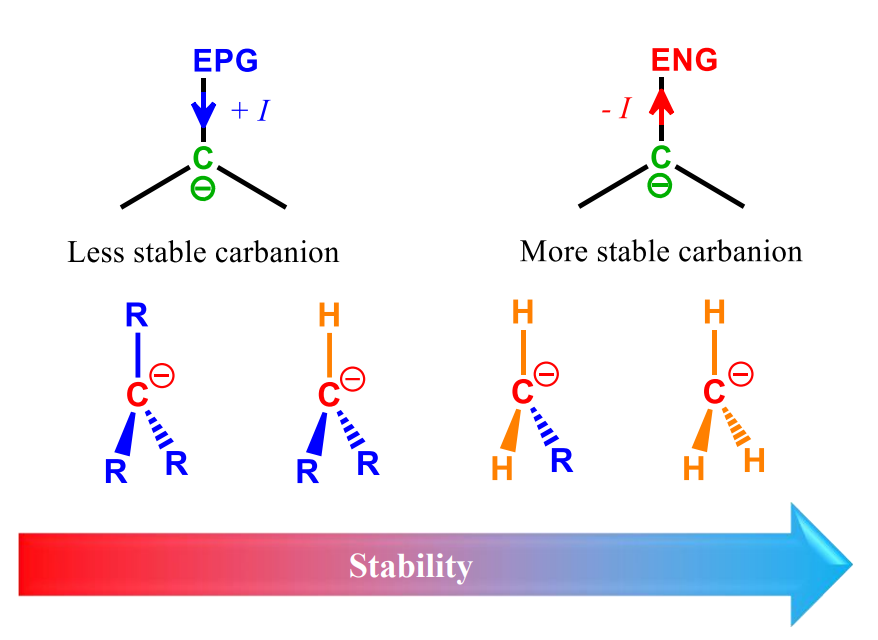 EPG
ENG
+ I
- I
C
⊖
C
⊖
Less stable carbanion
More stable carbanion
R
H
H
H
C ⊖
C ⊖
C ⊖
C ⊖
R R
R R
H R
H H
Stability